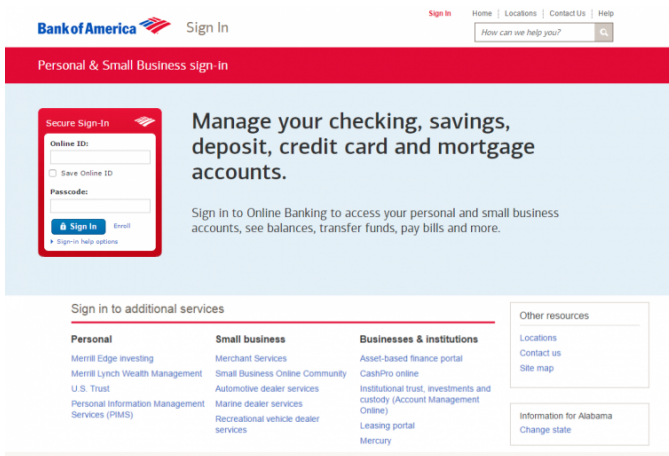 Sign In Home Locations Contact Us Help
Bank of America Sign In
How can we help you?
Personal & Small Business sign-in
Secure Sign-In
Online ID:
Save Online ID
Passcode:
Sign In Enroll
Sign-in help options
Manage your checking, savings,
deposit, credit card and mortgage
accounts.
Sign in to Online Banking to access your personal and small business
accounts, see balances, transfer funds, pay bills and more.
Sign in to additional services
Personal
Merrill Edge investing
Merrill Lynch Wealth Management
U.S. Trust
Personal Information Management
Services (PIMS)
Small business
Merchant Services
Small Business Online Community
Automotive dealer services
Marine dealer services
Recreational vehicle dealer
services
Businesses & institutions
Asset-based finance portal
CashPro online
Institutional trust, investments and
custody (Account Management
Online)
Leasing portal
Mercury
Other resources
Locations
Contact us
Site map
Information for Alabama
Change state